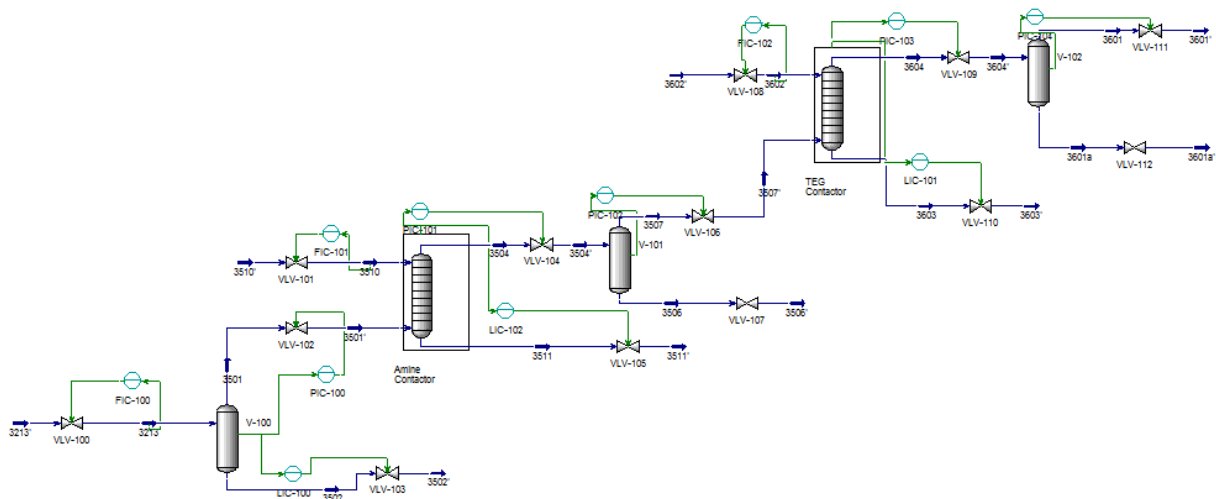 FIC-102
3602'
VLV-108
3602'
PIC-103
3604
VLV-109
3604'
PIC-104
3601
VLV-111
3601'
V-102
3601a
VLV-112
3601a'
TEG
Contactor
LIC-101
3603
VLV-110
3603'
3507'
PIC-102
3507
VLV-106
V-101
3506
VLV-107
3506'
FIC-101
3510'
VLV-101
3510
PIC-101
3504
VLV-104
3504'
LIC-102
3511
VLV-105
3511'
Amine
Contactor
VLV-102
3501'
3501
PIC-100
FIC-100
3213'
VLV-100
3213'
V-100
LIC-100
3502
VLV-103
3502'